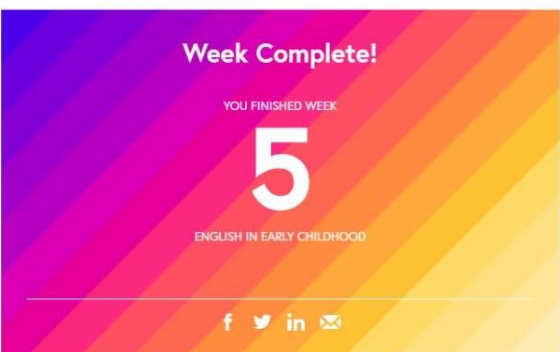 Week Complete!
YOU FINISHED WEEK
5
ENGLISH IN EARLY CHILDHOOD